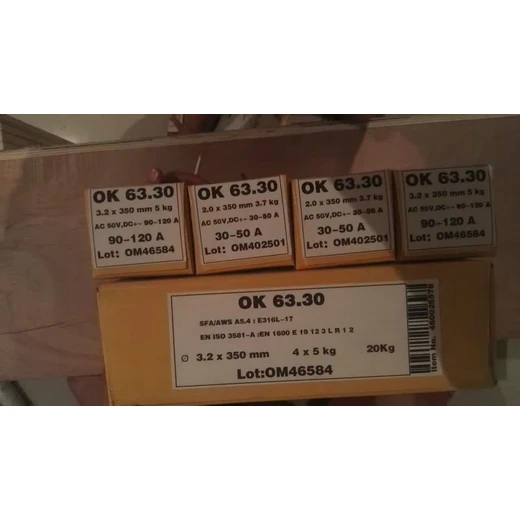 OK 63.30
3.2 x 350 mm 5 kg
AC 50V,DC+- 90-120 A
90-120 A
Lot: OM46584
OK 63.30
2.0 x 350 mm 3.7 kg
AC 50V,DC+- 30-50 A
30-50 A
Lot: OM402501
OK 63.30
2.0 x 350 mm 3.7 kg
AC 50V,DC+- 30-50 A
30-50 A
Lot: OM402501
OK 63.30
3.2 x 350 mm 5 kg
AC 50V,DC+- 90-120 A
90-120 A
Lot: OM46584
OK 63.30
SFA/AWS A5.4 : E316L-17
EN ISO 3581-A :EN 1600 E 19 12 3 L R 1 2
Ø 3.2 x 350 mm 4 x 5 kg 20Kg
Lot:OM46584
Item No.